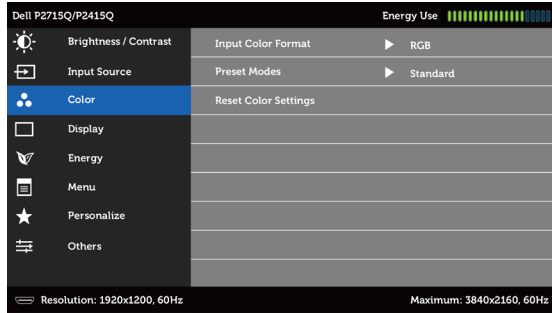 Dell P2715Q/P2415Q Energy Use
Brightness / Contrast Input Color Format RGB
Input Source Preset Modes Standard
Color Reset Color Settings
Display
Energy
Menu
Personalize
Others
Resolution: 1920x1200, 60Hz Maximum: 3840x2160, 60Hz